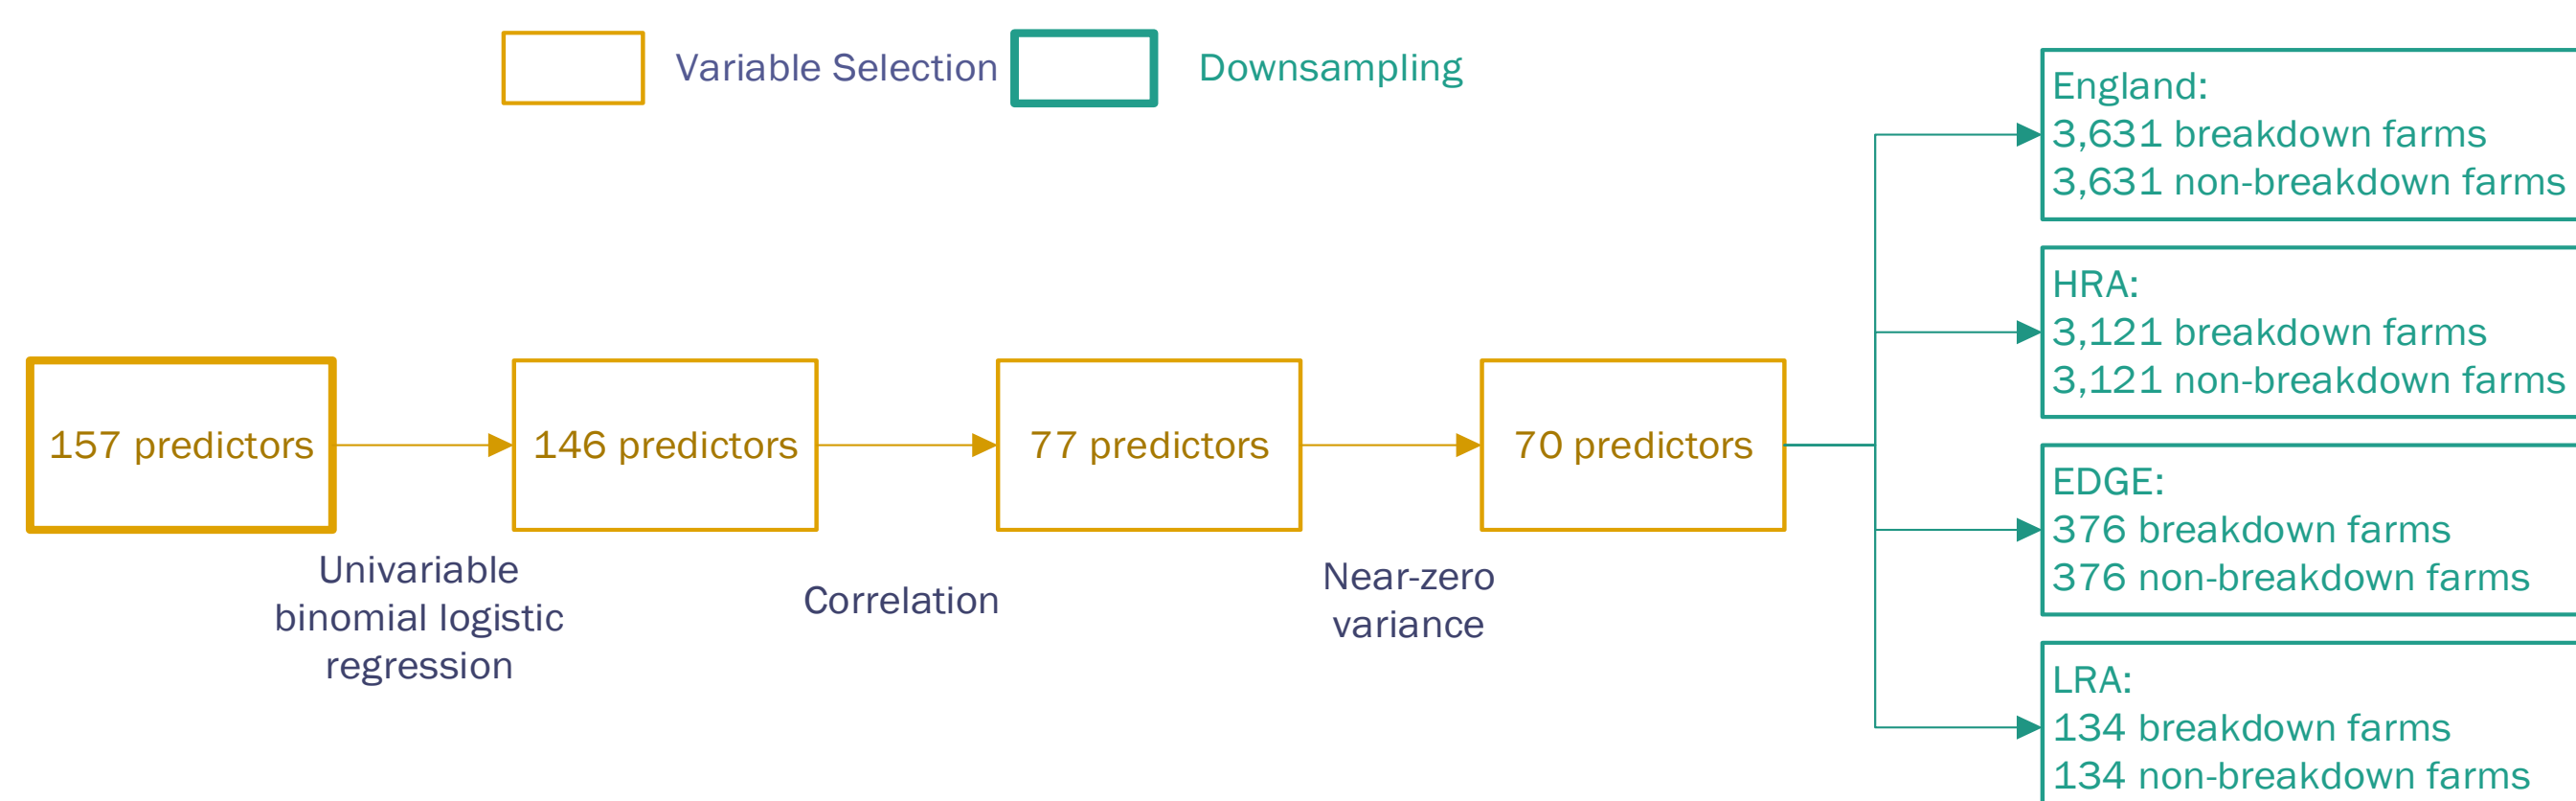 Variable Selection
Downsampling
157 predictors
Univariable
binomial logistic
regression
146 predictors
Correlation
77 predictors
Near-zero
variance
70 predictors
England:
3,631 breakdown farms
3,631 non-breakdown farms
HRA:
3,121 breakdown farms
3,121 non-breakdown farms
EDGE:
376 breakdown farms
376 non-breakdown farms
LRA:
134 breakdown farms
134 non-breakdown farms